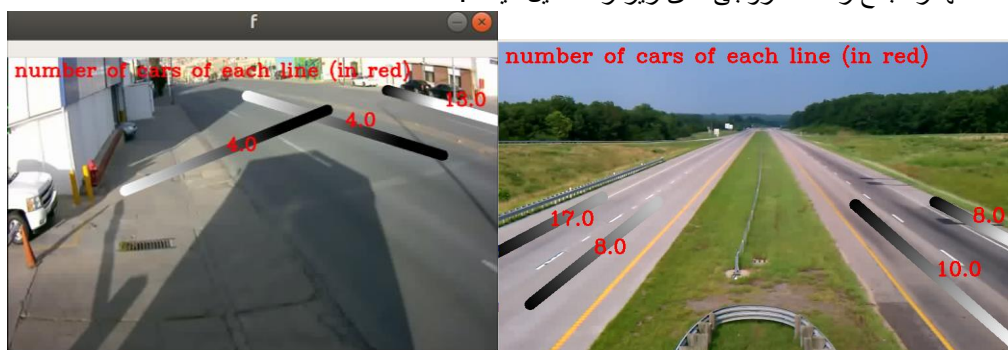 f
number of cars of each line (in red)
13.0
4.0
4.0
number of cars of each line (in red)
17.0
8.0
8.0
10.0